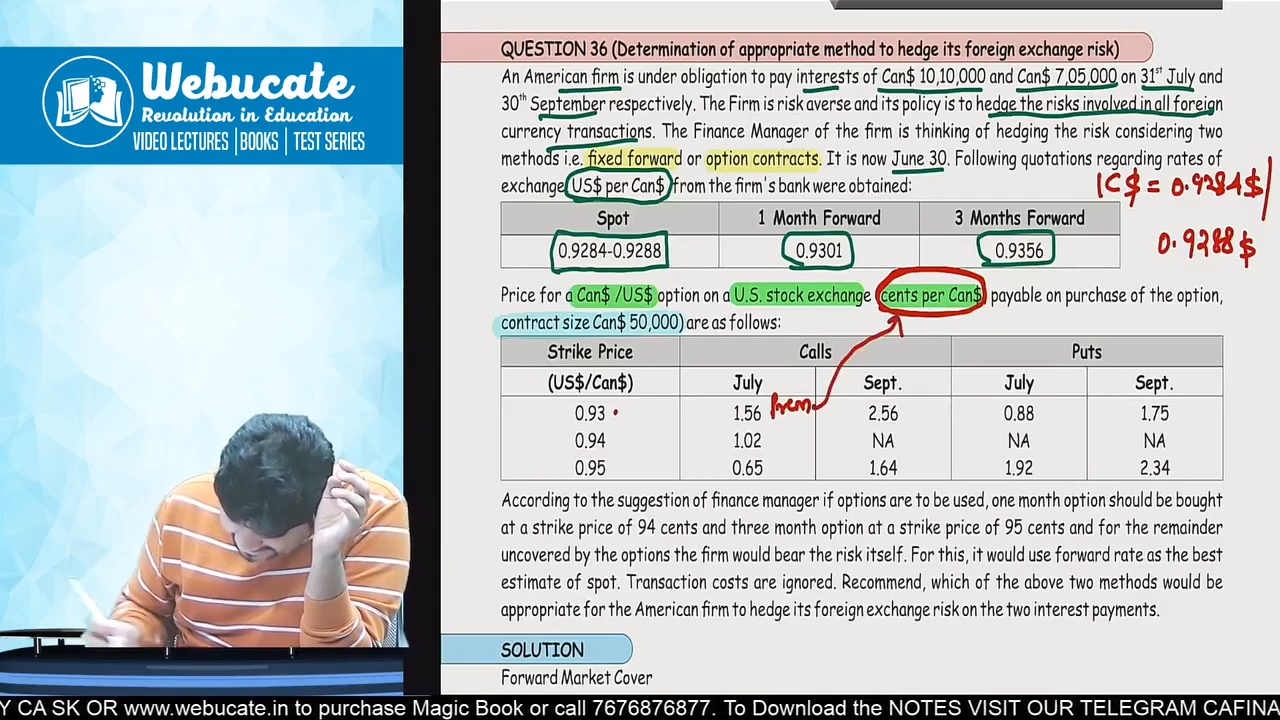 Webucate
Revolution in Education
VIDEO LECTURES | BOOKS | TEST SERIES
QUESTION 36 (Determination of appropriate method to hedge its foreign exchange risk)
An American firm is under obligation to pay interests of Can$ 10,10,000 and Can$ 7,05,000 on 31st July and
30th September respectively. The Firm is risk averse and its policy is to hedge the risks involved in all foreign
currency transactions. The Finance Manager of the firm is thinking of hedging the risk considering two
methods i.e. fixed forward or option contracts. It is now June 30. Following quotations regarding rates of
exchange US$ per Can$ from the firm's bank were obtained:
1C$ = 0.9284$/
0.9288$
Spot 1 Month Forward 3 Months Forward
0.9284-0.9288 0.9301 0.9356
Price for a Can$ /US$ option on a U.S. stock exchange (cents per Can$, payable on purchase of the option,
contract size Can$ 50,000) are as follows:
Strike Price Calls Puts
(US$/Can$) July Sept. July Sept.
0.93 1.56 Prem 2.56 0.88 1.75
0.94 1.02 NA NA NA
0.95 0.65 1.64 1.92 2.34
According to the suggestion of finance manager if options are to be used, one month option should be bought
at a strike price of 94 cents and three month option at a strike price of 95 cents and for the remainder
uncovered by the options the firm would bear the risk itself. For this, it would use forward rate as the best
estimate of spot. Transaction costs are ignored. Recommend, which of the above two methods would be
appropriate for the American firm to hedge its foreign exchange risk on the two interest payments.
SOLUTION
Forward Market Cover
Y CA SK OR www.webucate.in to purchase Magic Book or call 7676876877. To Download the NOTES VISIT OUR TELEGRAM CAFINA